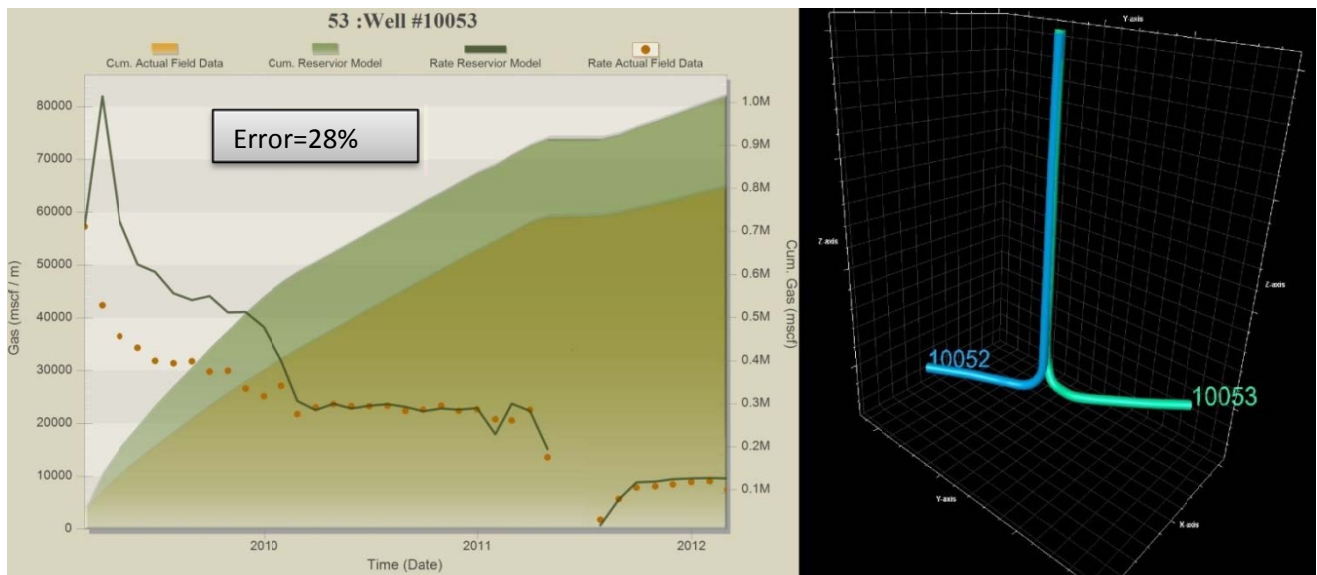 53 :Well #10053
Cum. Actual Field Data
Cum. Reservior Model
Rate Reservior Model
Rate Actual Field Data
Error=28%
Gas (mscf / m)
80000
70000
60000
50000
40000
30000
20000
10000
0
1.0M
0.9M
0.8M
0.7M
0.6M
0.5M
0.4M
0.3M
0.2M
0.1M
Cum. Gas (mscf)
2010
2011
2012
Time (Date)
Y-axis
Z-axis
Z-axis
10052
10053
Y-axis
X-axis